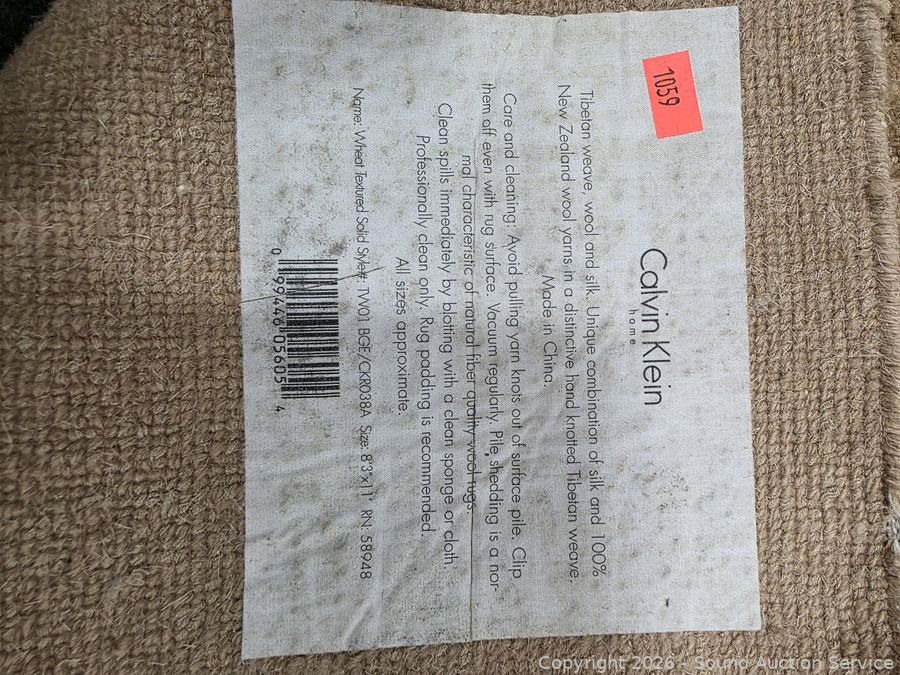 1059
Calvin Klein
home
Tibetan weave, wool and silk. Unique combination of silk and 100%
New Zealand wool yarns in a distinctive hand knotted Tibetan weave.
Made in China.
Care and cleaning: Avoid pulling yarn knots out of surface pile. Clip
them off even with rug surface. Vacuum regularly. Pile shedding is a nor-
mal characteristic of natural fiber quality wool rugs.
Clean spills immediately by blotting with a clean sponge or cloth.
Professionally clean only. Rug padding is recommended.
All sizes approximate.
Name: Wheat Textured Solid Style#: TW01 BGE/CKR038A Size: 8'3"x11' RN: 58948
0 99446 05605 4
Copyright 2026 - Sound Auction Service